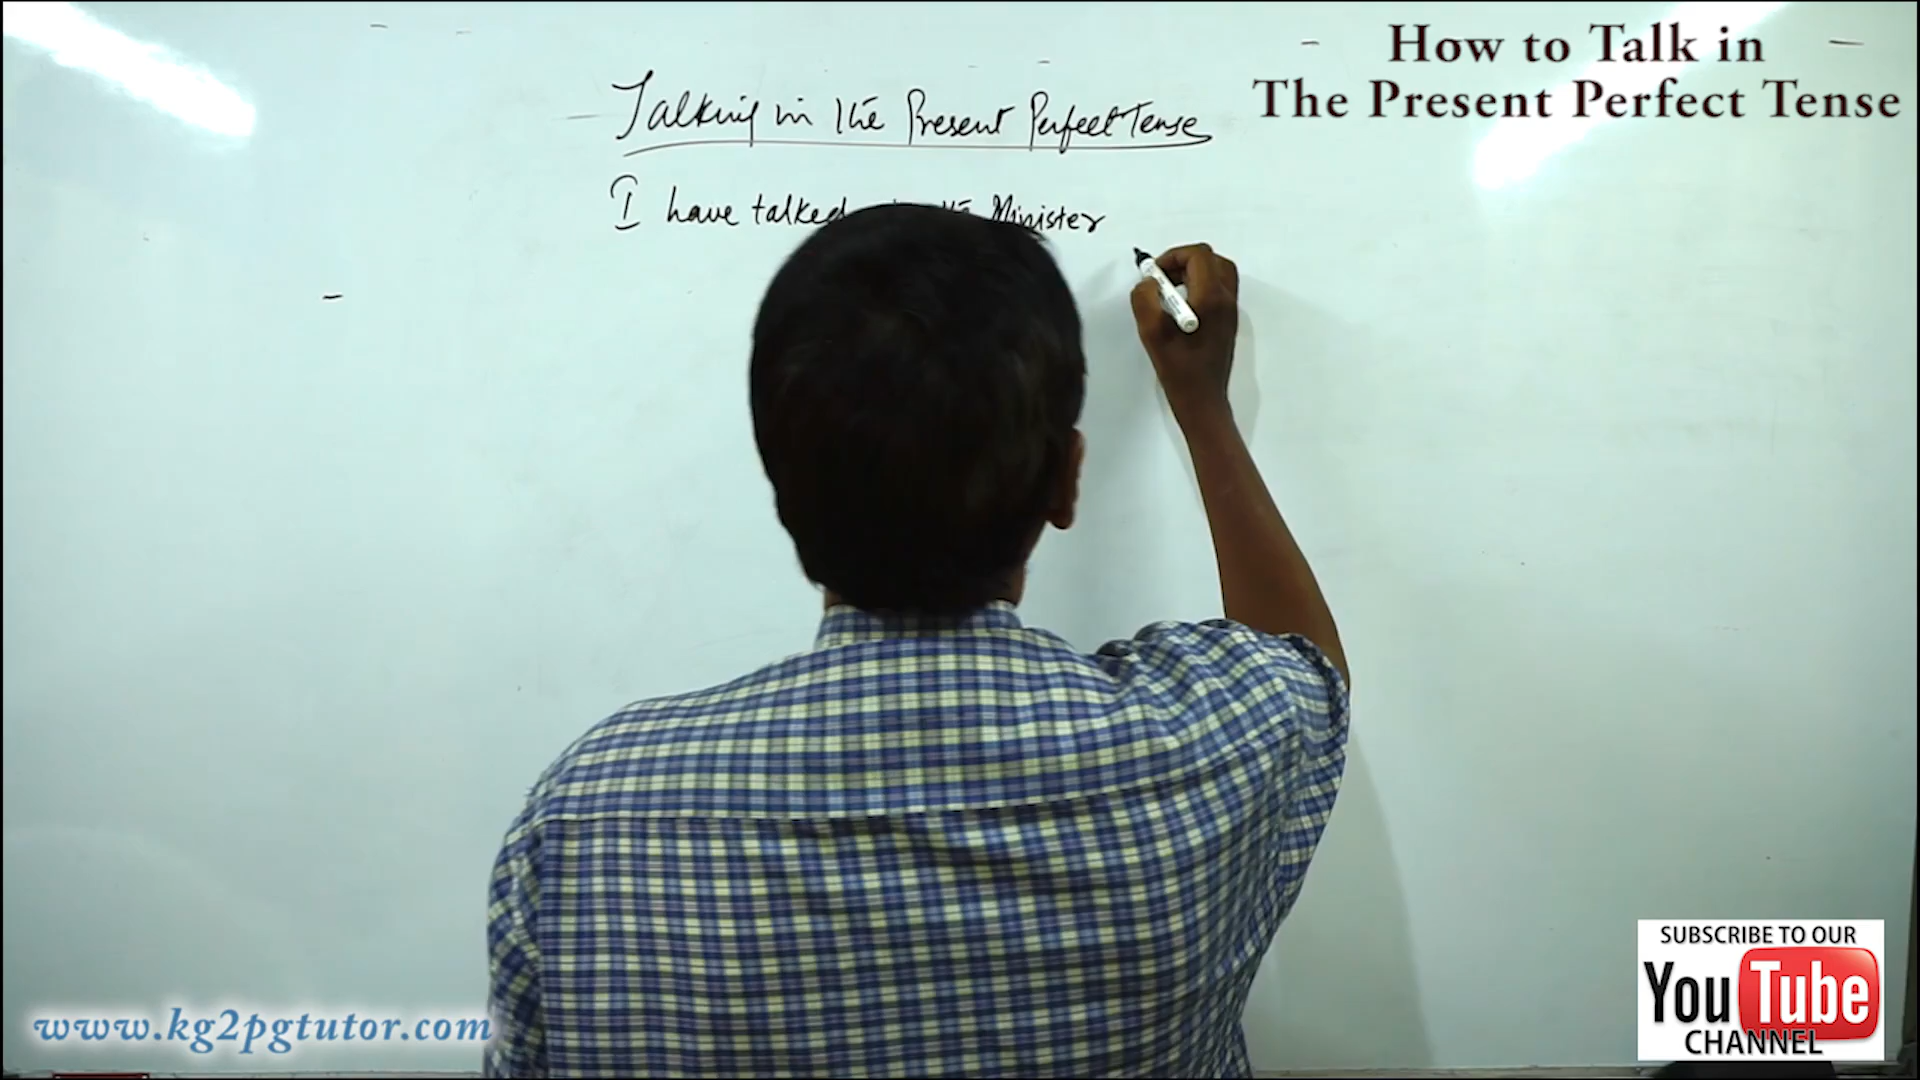 How to Talk in
The Present Perfect Tense
Talking in the Present Perfect Tense
I have talked the Minister
www.kg2pgtutor.com
SUBSCRIBE TO OUR
YouTube
CHANNEL